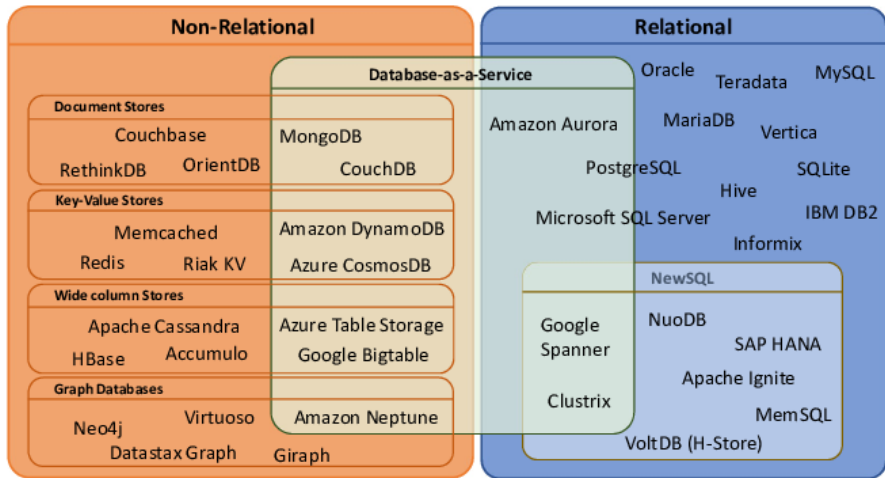 Non-Relational
Relational
Database-as-a-Service
Document Stores
Couchbase
MongoDB
RethinkDB
OrientDB
CouchDB
Key-Value Stores
Memcached
Amazon DynamoDB
Redis
Riak KV
Azure CosmosDB
Wide column Stores
Apache Cassandra
Azure Table Storage
HBase
Accumulo
Google Bigtable
Graph Databases
Neo4j
Virtuoso
Amazon Neptune
Datastax Graph
Giraph
Oracle
Teradata
MySQL
Amazon Aurora
MariaDB
Vertica
PostgreSQL
SQLite
Hive
Microsoft SQL Server
IBM DB2
Informix
NewSQL
Google
Spanner
NuoDB
SAP HANA
Apache Ignite
Clustrix
MemSQL
VoltDB (H-Store)